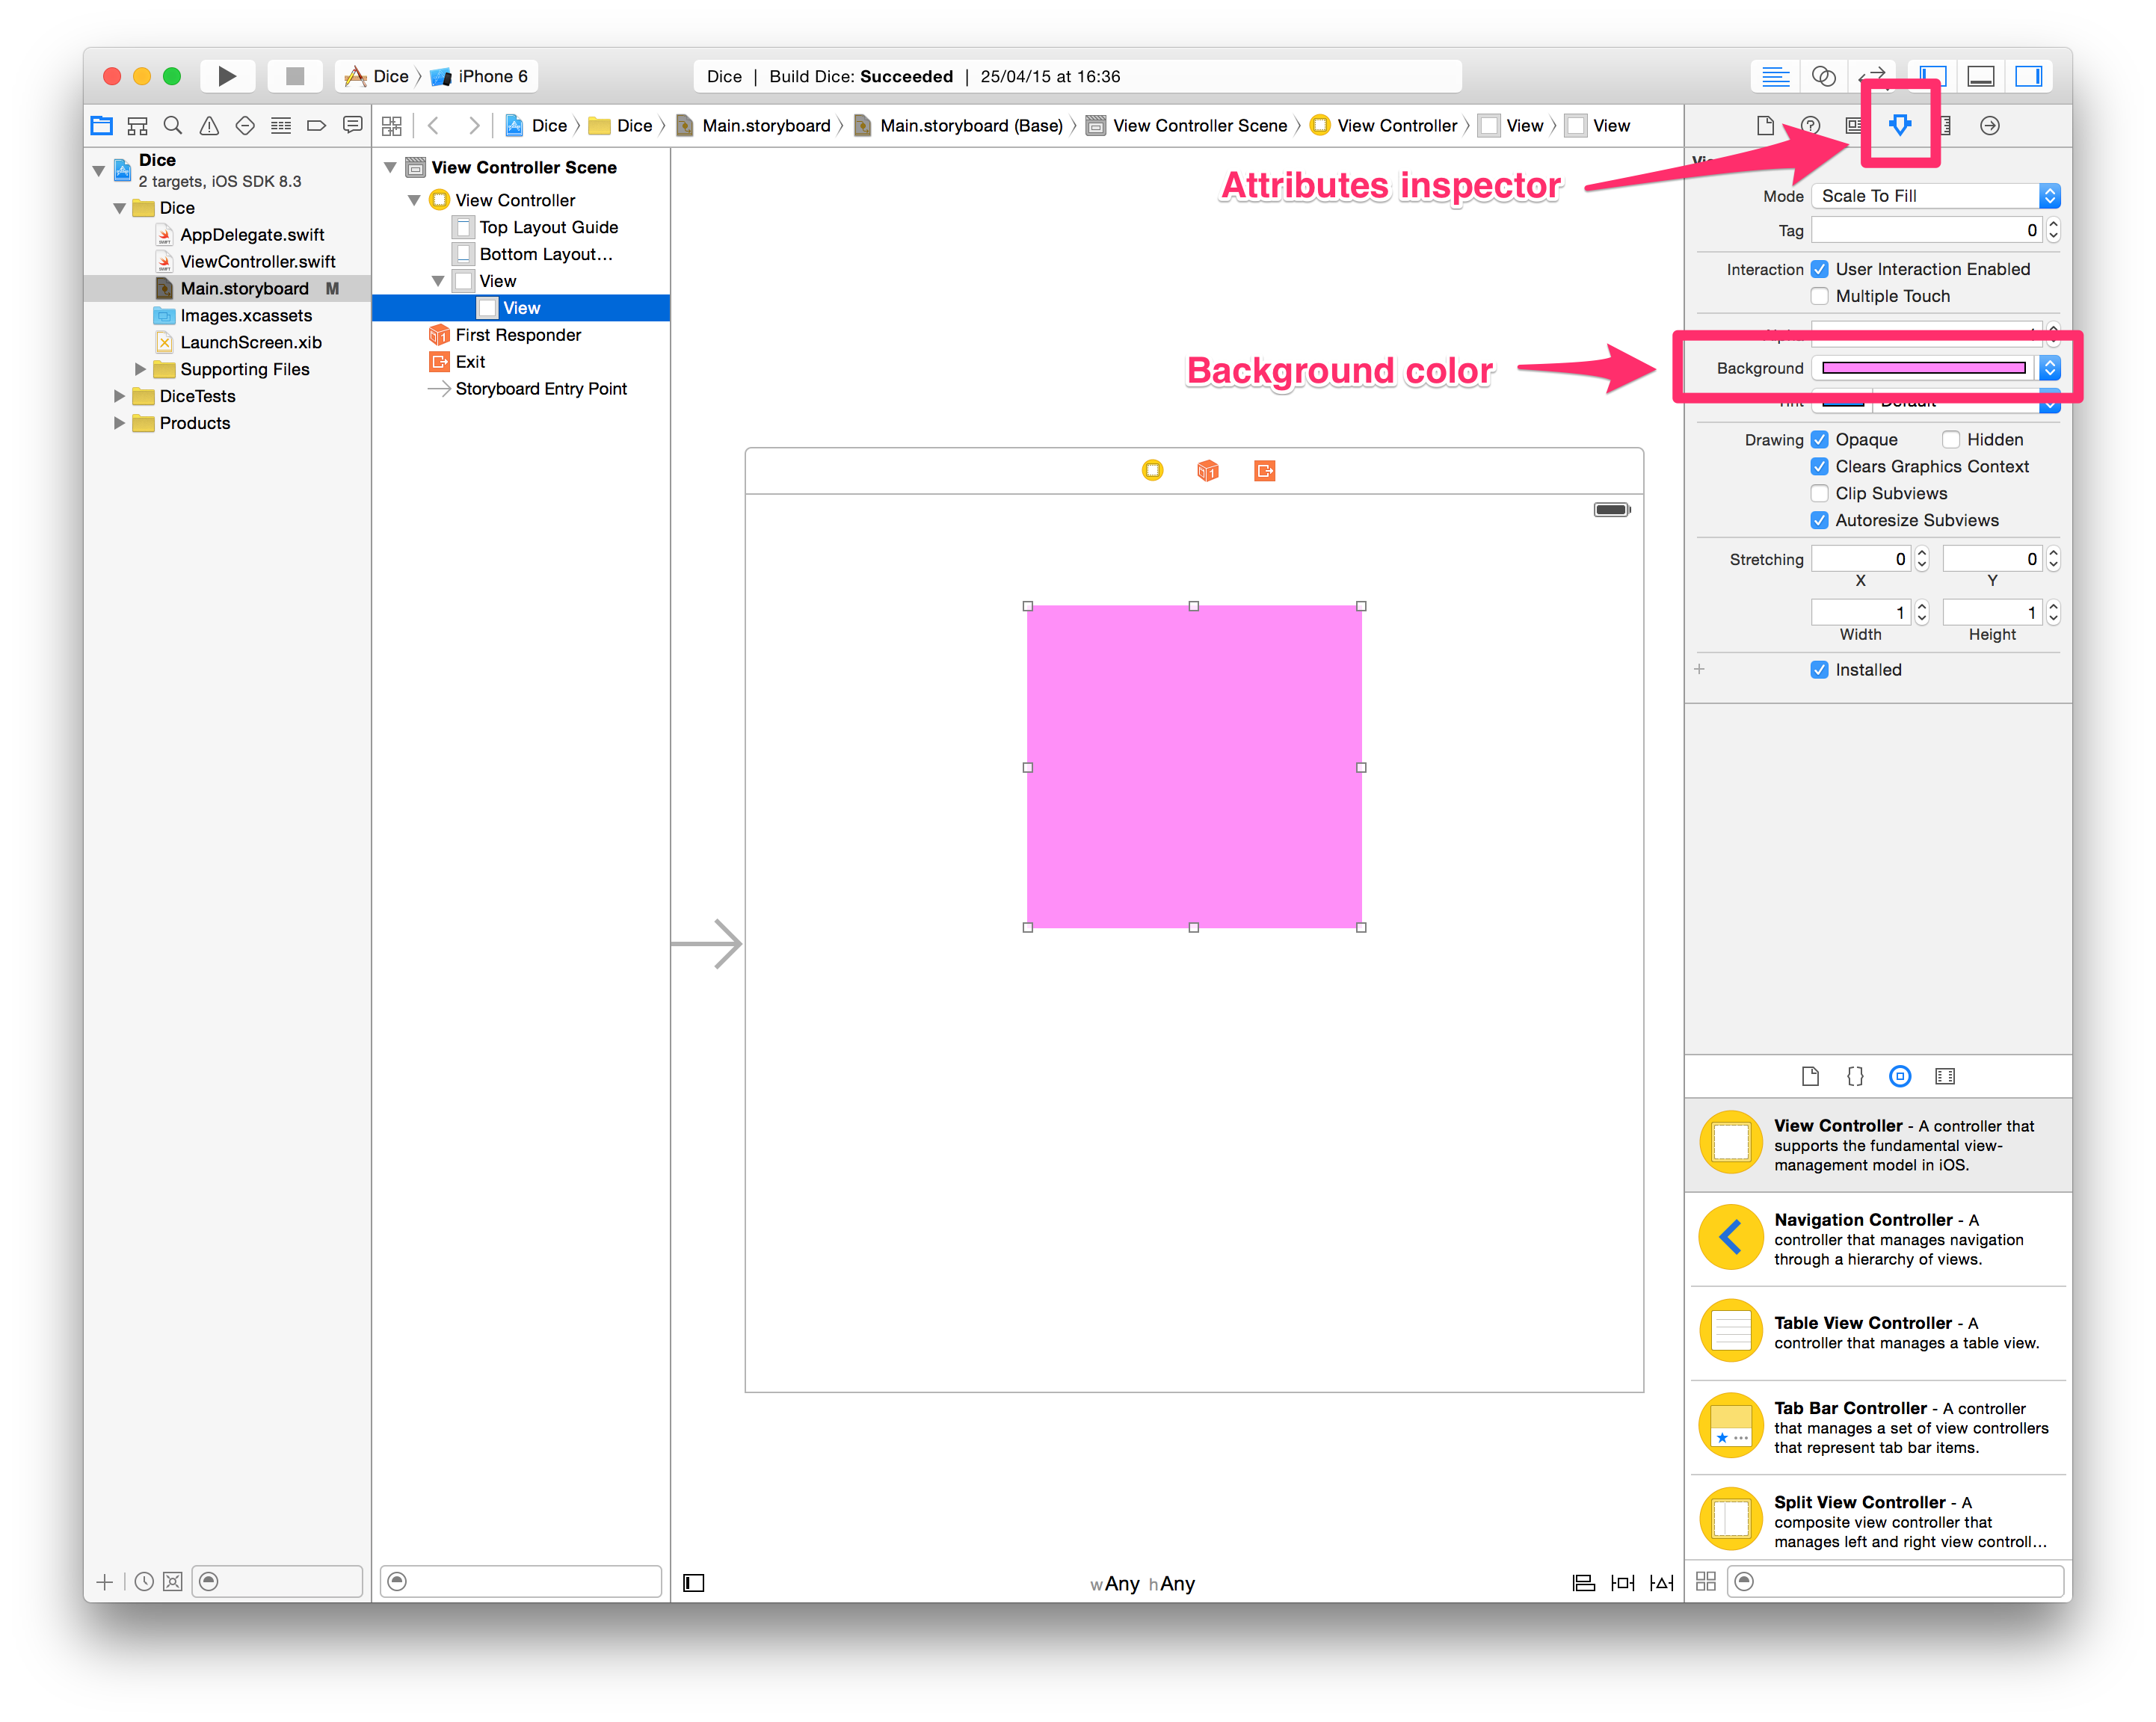 Dice 〉 iPhone 6
Dice | Build Dice: Succeeded | 25/04/15 at 16:36
Dice 〉 Dice 〉 Main.storyboard 〉 Main.storyboard (Base) 〉 View Controller Scene 〉 View Controller 〉 View 〉 View
Dice
2 targets, iOS SDK 8.3
Dice
AppDelegate.swift
ViewController.swift
Main.storyboard M
Images.xcassets
LaunchScreen.xib
Supporting Files
DiceTests
Products
View Controller Scene
View Controller
Top Layout Guide
Bottom Layout...
View
View
First Responder
Exit
Storyboard Entry Point
Attributes inspector
Background color
wAny hAny
Mode Scale To Fill
Tag 0
Interaction User Interaction Enabled
Multiple Touch
Background
Tint Default
Drawing Opaque Hidden
Clears Graphics Context
Clip Subviews
Autoresize Subviews
Stretching 0 0
X Y
1 1
Width Height
+ Installed
{}
View Controller - A controller that
supports the fundamental view-
management model in iOS.
Navigation Controller - A
controller that manages navigation
through a hierarchy of views.
Table View Controller - A
controller that manages a table view.
Tab Bar Controller - A controller
that manages a set of view controllers
that represent tab bar items.
Split View Controller - A
composite view controller that
manages left and right view controll...